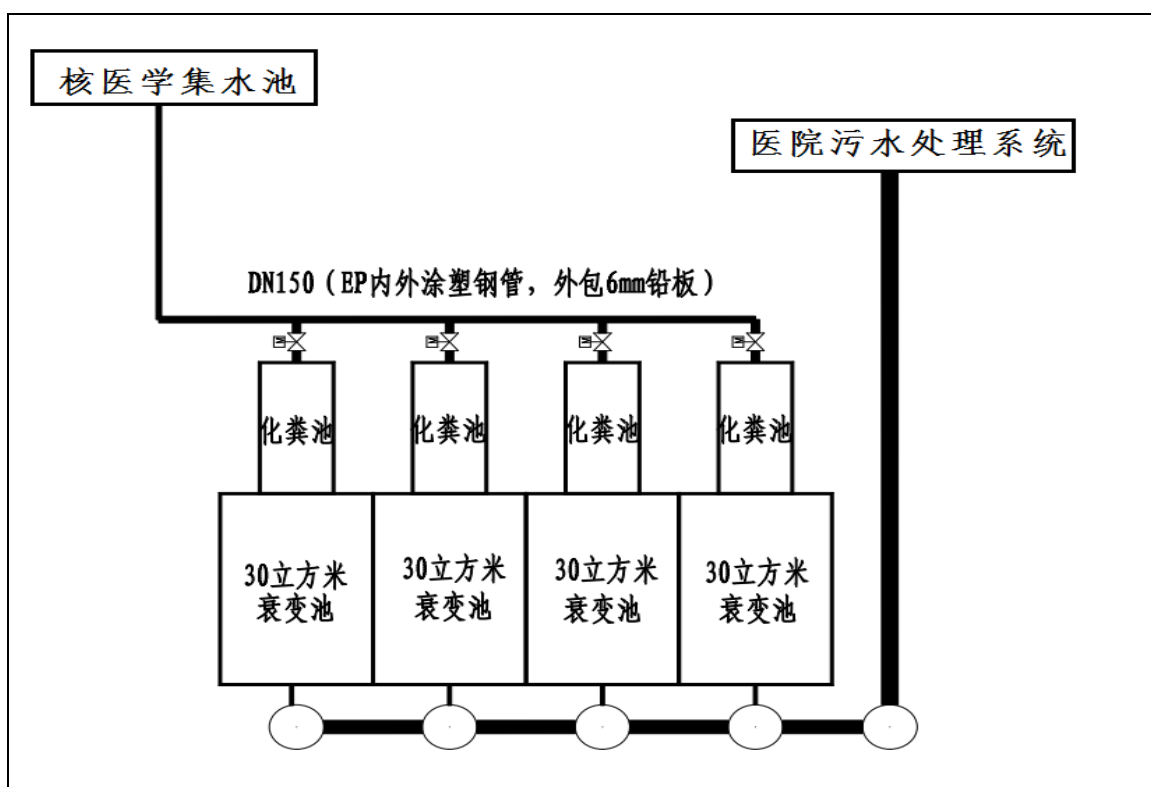 核医学集水池
医院污水处理系统
DN150（EP内外涂塑钢管，外包6mm铅板）
M
M
M
M
化粪池
化粪池
化粪池
化粪池
30立方米
衰变池
30立方米
衰变池
30立方米
衰变池
30立方米
衰变池